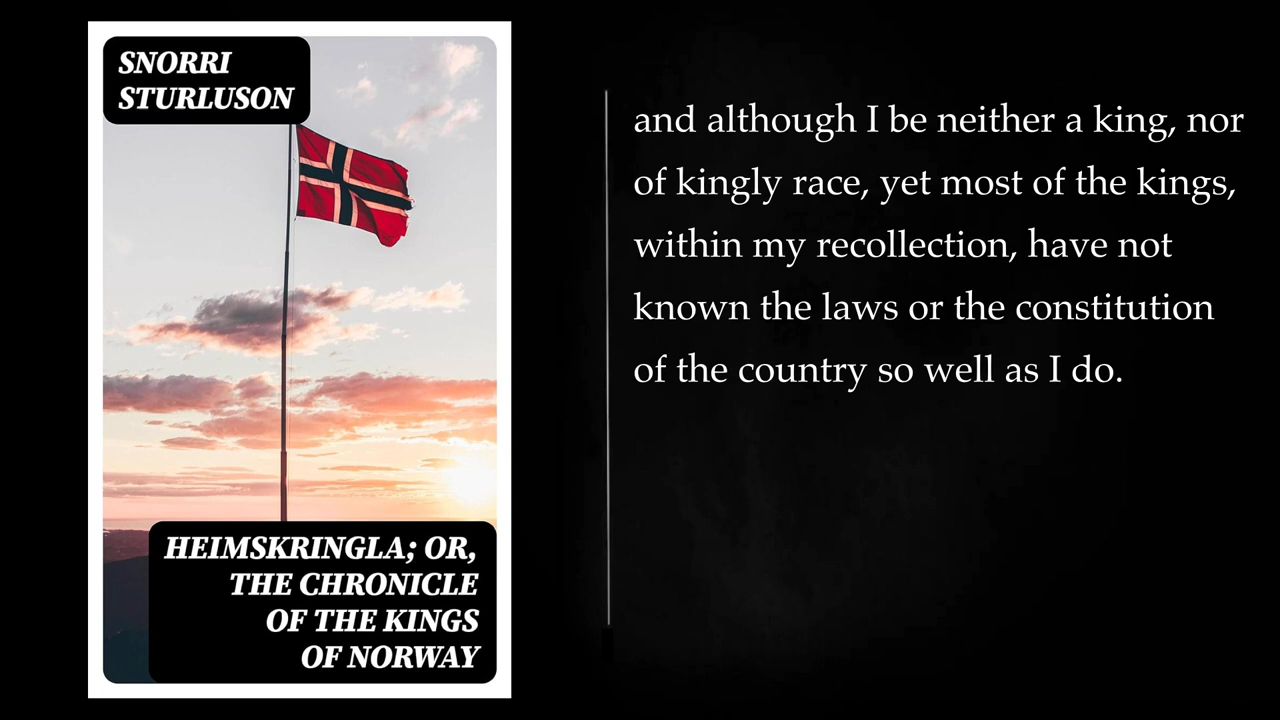 SNORRI
STURLUSON
HEIMSKRINGLA; OR,
THE CHRONICLE
OF THE KINGS
OF NORWAY
and although I be neither a king, nor
of kingly race, yet most of the kings,
within my recollection, have not
known the laws or the constitution
of the country so well as I do.